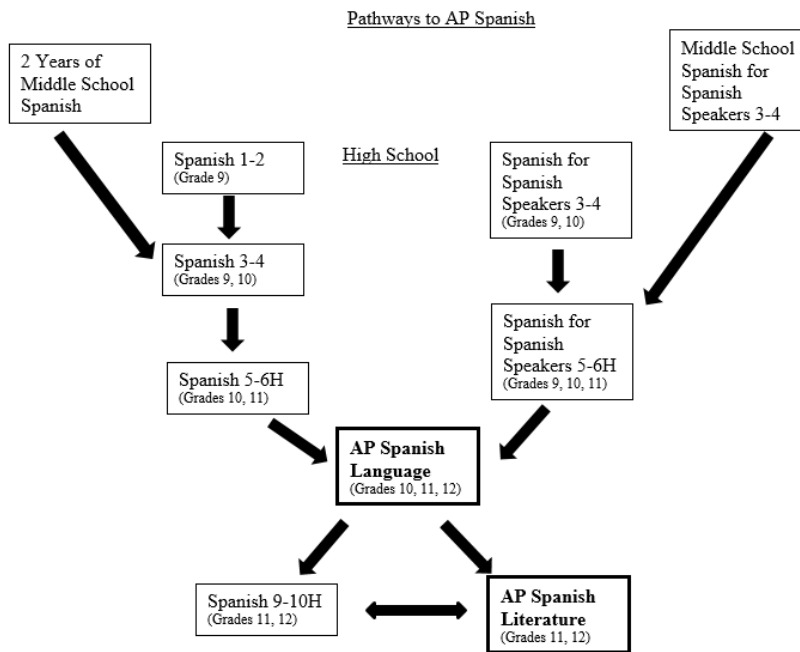 Pathways to AP Spanish
2 Years of
Middle School
Spanish
Middle School
Spanish for
Spanish
Speakers 3-4
High School
Spanish 1-2
(Grade 9)
Spanish for
Spanish
Speakers 3-4
(Grades 9, 10)
Spanish 3-4
(Grades 9, 10)
Spanish for
Spanish
Speakers 5-6H
(Grades 9, 10, 11)
Spanish 5-6H
(Grades 10, 11)
AP Spanish
Language
(Grades 10, 11, 12)
Spanish 9-10H
(Grades 11, 12)
AP Spanish
Literature
(Grades 11, 12)